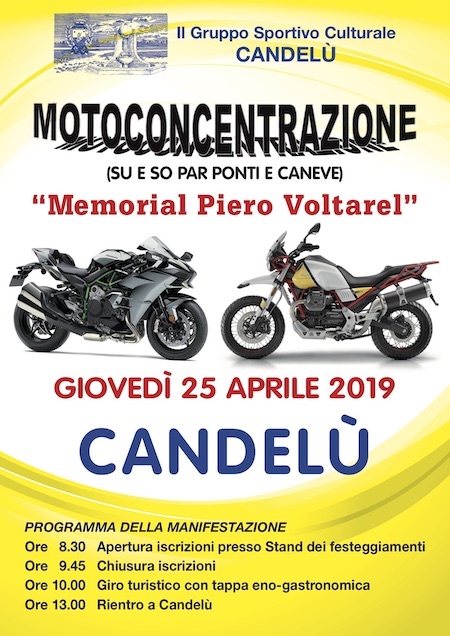 Il Gruppo Sportivo Culturale
CANDELÙ
MOTOCONCENTRAZIONE
(SU E SO PAR PONTI E CANEVE)
“Memorial Piero Voltarel”
GIOVEDÌ 25 APRILE 2019
CANDELÙ
PROGRAMMA DELLA MANIFESTAZIONE
Ore 8.30 Apertura iscrizioni presso Stand dei festeggiamenti
Ore 9.45 Chiusura iscrizioni
Ore 10.00 Giro turistico con tappa eno-gastronomica
Ore 13.00 Rientro a Candelù